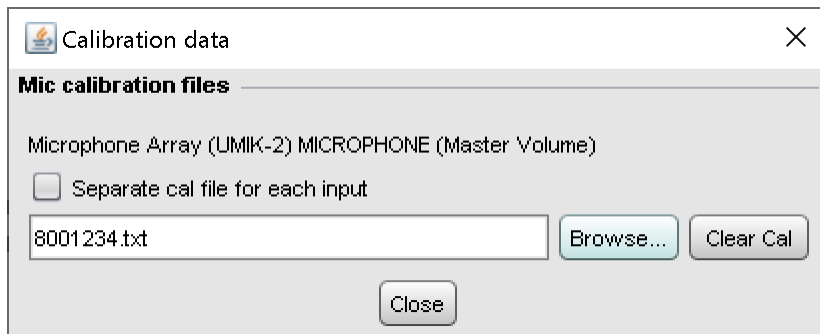 Calibration data
Mic calibration files
Microphone Array (UMIK-2) MICROPHONE (Master Volume)
Separate cal file for each input
8001234.txt Browse... Clear Cal
Close